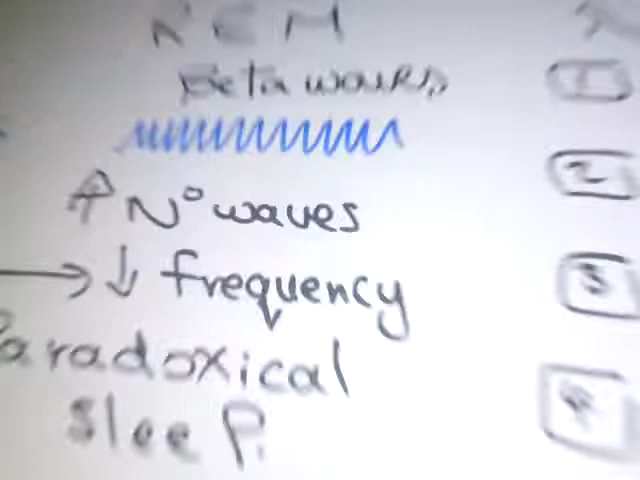 REM
Beta waves
↑ N° waves
→ ↓ frequency
Paradoxical
sleep.
1
2
3
4